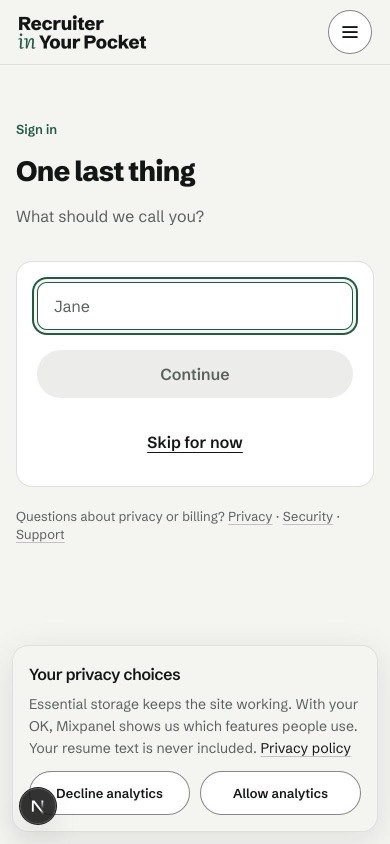 Recruiter
in Your Pocket
Sign in
One last thing
What should we call you?
Jane
Continue
Skip for now
Questions about privacy or billing? Privacy · Security ·
Support
Your privacy choices
Essential storage keeps the site working. With your
OK, Mixpanel shows us which features people use.
Your resume text is never included. Privacy policy
Decline analytics
Allow analytics
N